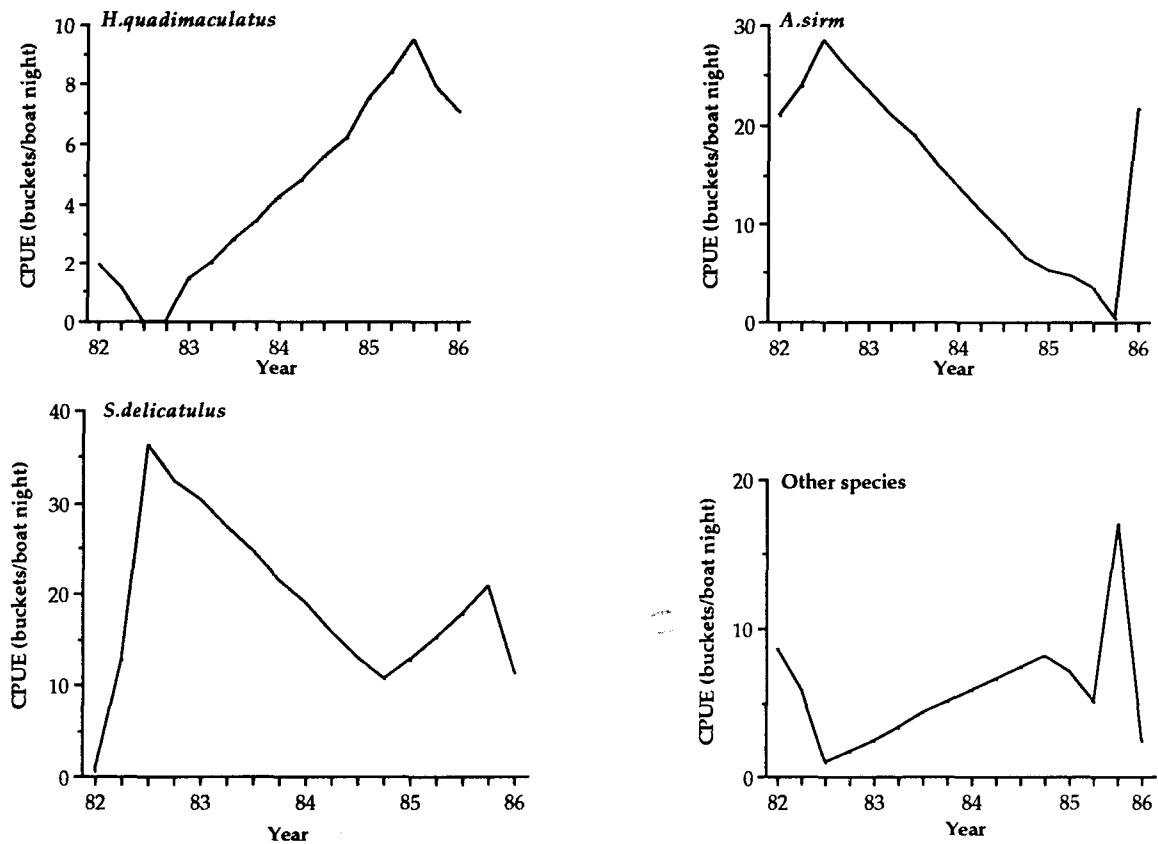 H.quadimaculatus
CPUE (buckets/boat night)
10
8
6
4
2
0
82 83 84 85 86
Year
A.sirm
CPUE (buckets/boat night)
30
20
10
0
82 83 84 85 86
Year
S.delicatulus
CPUE (buckets/boat night)
40
30
20
10
0
82 83 84 85 86
Year
Other species
CPUE (buckets/boat night)
20
10
0
82 83 84 85 86
Year